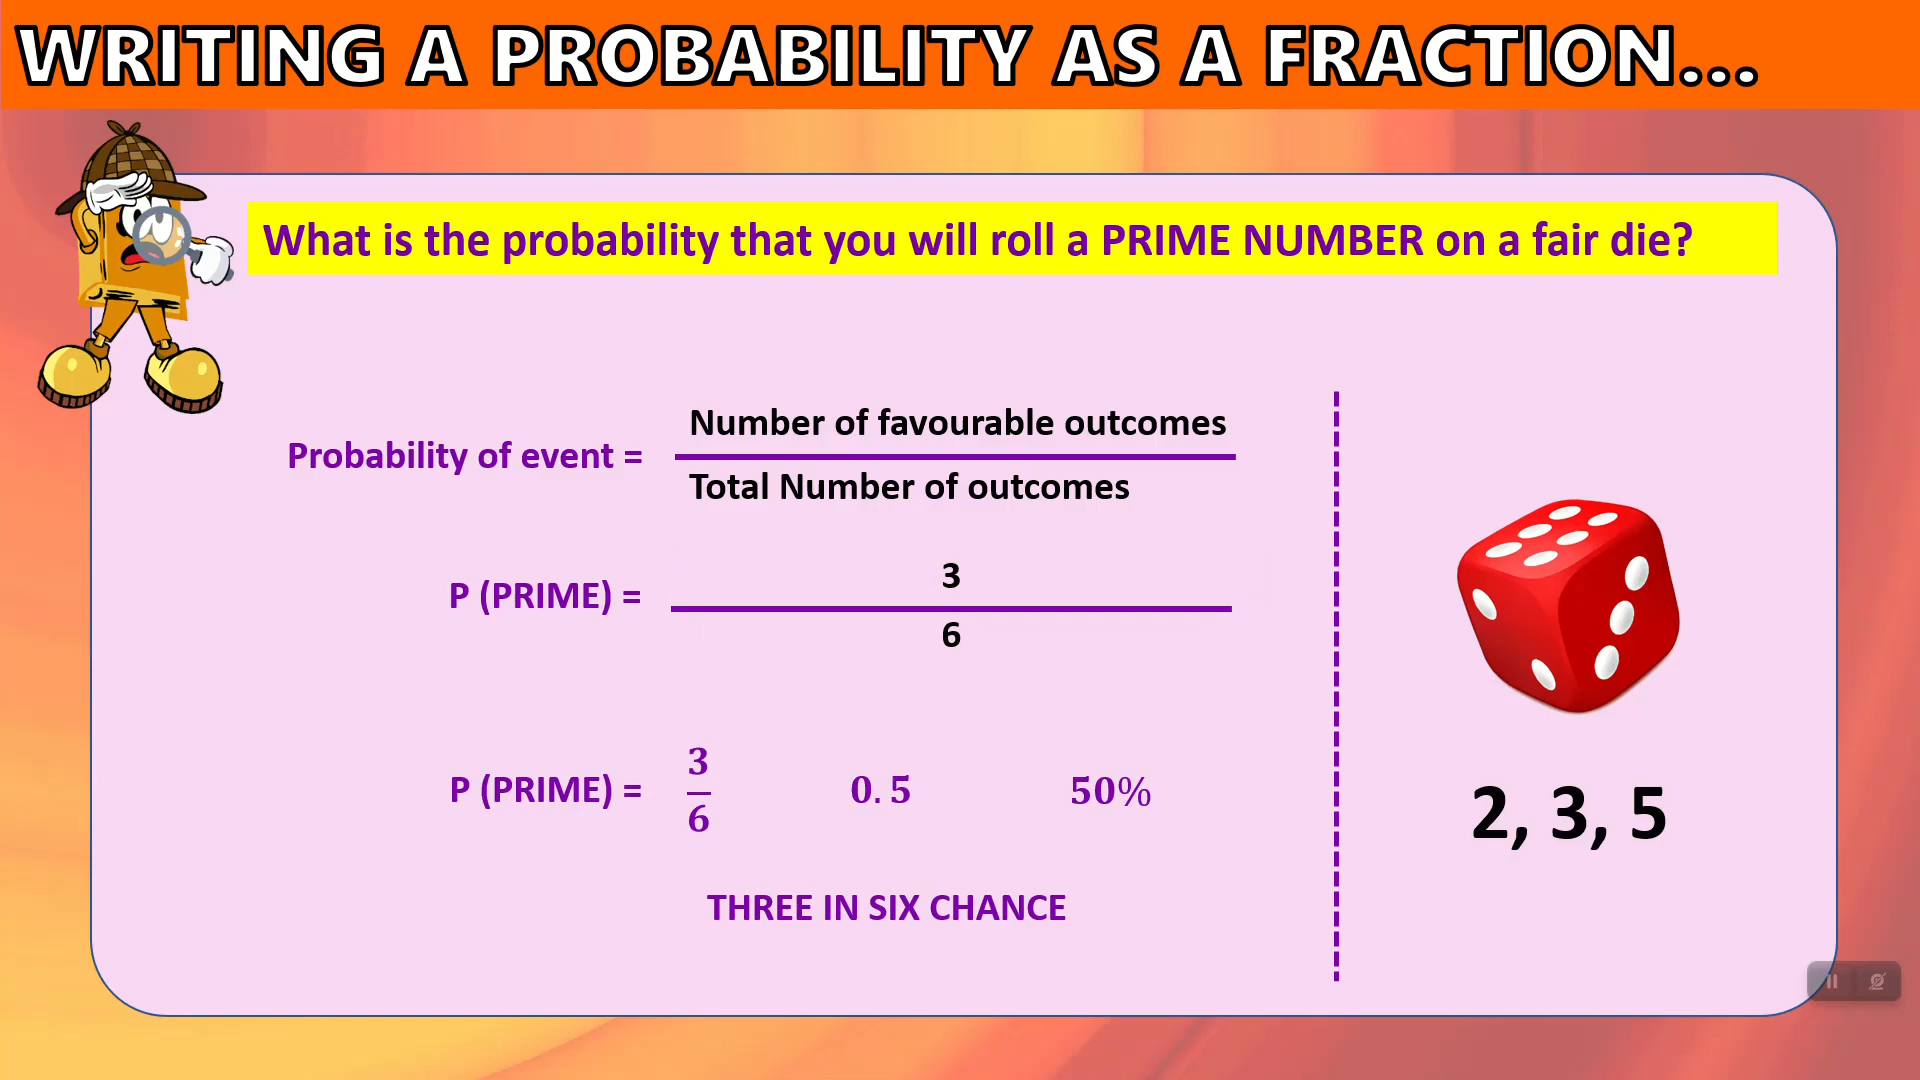 WRITING A PROBABILITY AS A FRACTION...
What is the probability that you will roll a PRIME NUMBER on a fair die?
Number of favourable outcomes
Probability of event =
Total Number of outcomes
3
P (PRIME) =
6
P (PRIME) = 3/6 0.5 50%
THREE IN SIX CHANCE
2, 3, 5